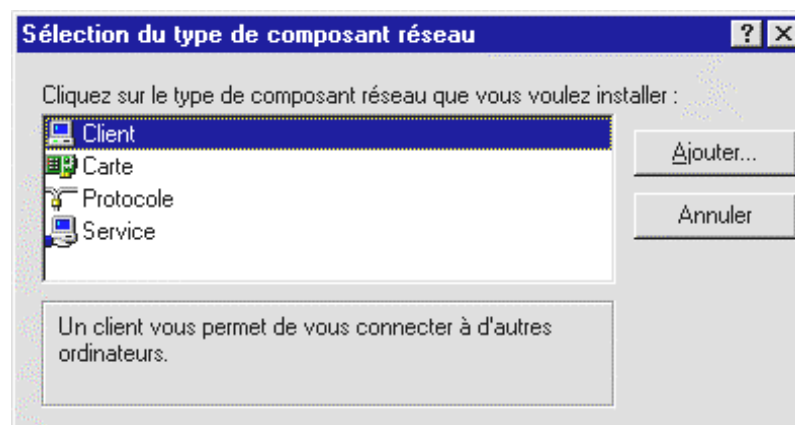 Sélection du type de composant réseau
Cliquez sur le type de composant réseau que vous voulez installer :
Client
Carte
Protocole
Service
Ajouter...
Annuler
Un client vous permet de vous connecter à d'autres
ordinateurs.